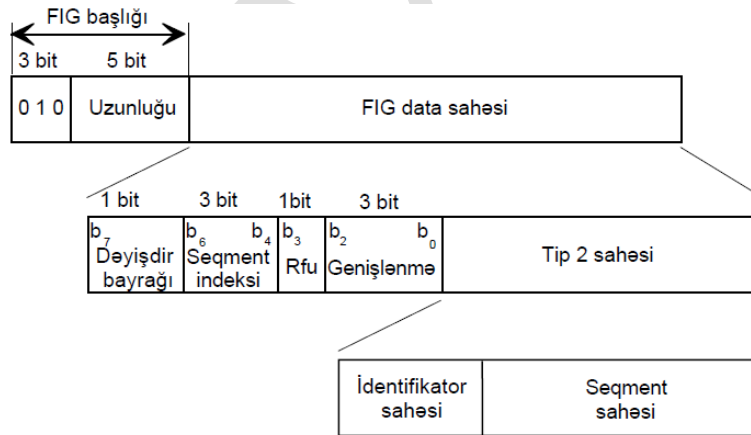 FIG başlığı
3 bit 5 bit
0 1 0 Uzunluğu FIG data sahəsi
1 bit 3 bit 1bit 3 bit
b7 b6 b4 b3 b2 b0
Dəyişdir bayrağı Seqment indeksi Rfu Genişlənmə Tip 2 sahəsi
İdentifikator sahəsi Seqment sahəsi